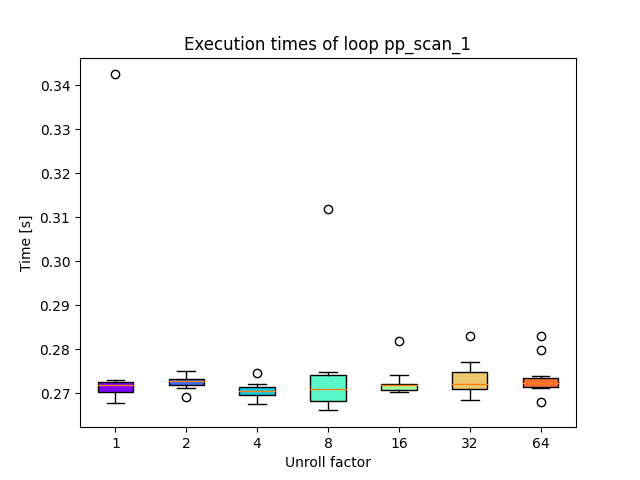 Execution times of loop pp_scan_1
Time [s]
0.34
0.33
0.32
0.31
0.30
0.29
0.28
0.27
1 2 4 8 16 32 64
Unroll factor